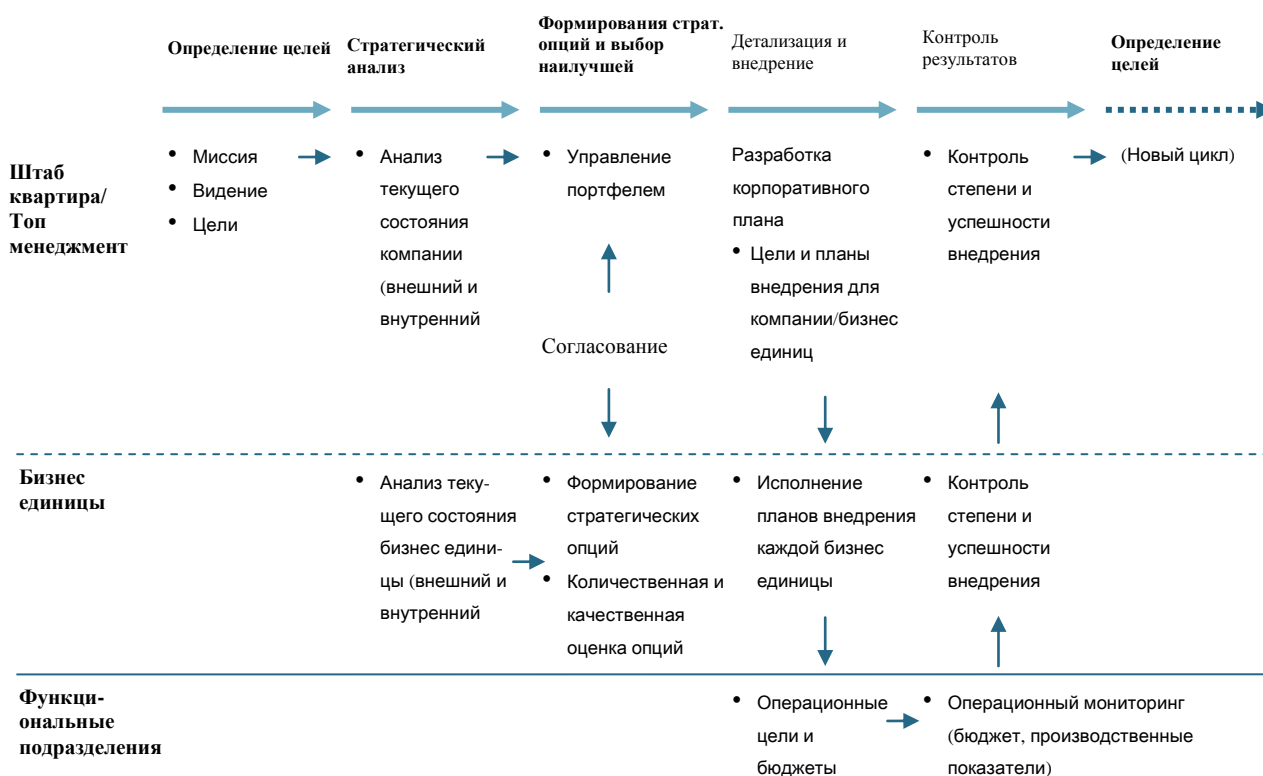 Определение целей
Стратегический
анализ
Формирования страт.
опций и выбор
наилучшей
Детализация и
внедрение
Контроль
результатов
Определение
целей
Штаб
квартира/
Топ
менеджмент
• Миссия
• Видение
• Цели
• Анализ
текущего
состояния
компании
(внешний и
внутренний
• Управление
портфелем
Согласование
Разработка
корпоративного
плана
• Цели и планы
внедрения для
компании/бизнес
единиц
• Контроль
степени и
успешности
внедрения
(Новый цикл)
Бизнес
единицы
• Анализ теку-
щего состояния
бизнес едини-
цы (внешний и
внутренний
• Формирование
стратегических
опций
• Количественная и
качественная
оценка опций
• Исполнение
планов внедрения
каждой бизнес
единицы
• Контроль
степени и
успешности
внедрения
Функци-
ональные
подразделения
• Операционные
цели и
бюджеты
• Операционный мониторинг
(бюджет, производственные
показатели)